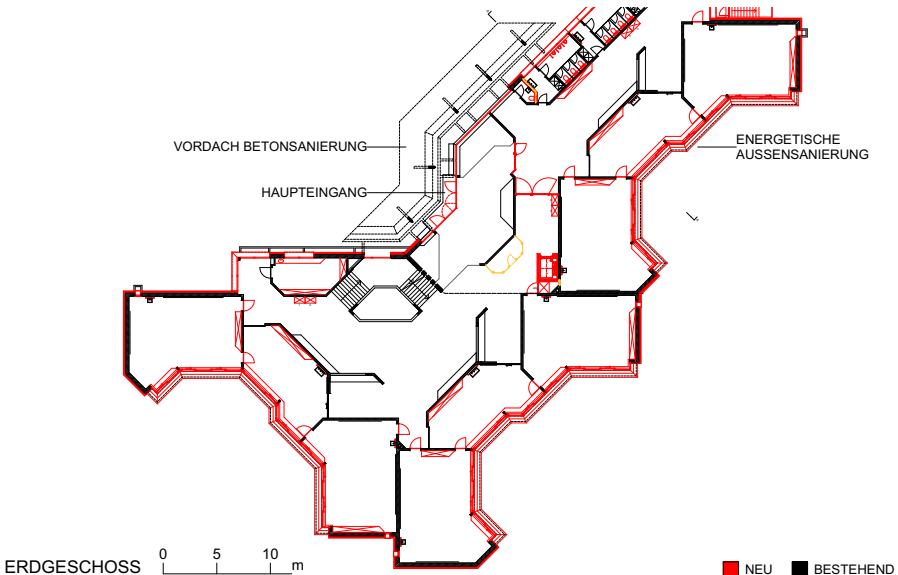 VORDACH BETONSANIERUNG
ENERGETISCHE
AUSSENSANIERUNG
HAUPTEINGANG
ERDGESCHOSS
0 5 10
m
NEU
BESTEHEND